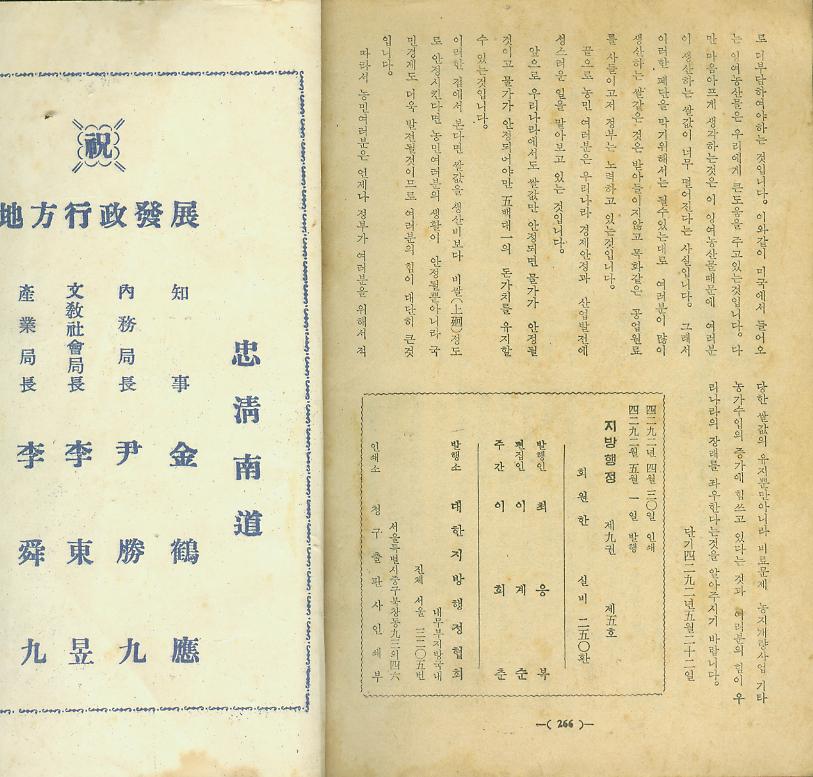 로 더부담하여야하는 것입니다. 이와같이 미국에서 들어오
는 잉여농산물은 우리에게 큰도움을 주고있는것입니다. 다
만 마음아프게 생각하는것은 이 잉여농산물때문에 여러분
이 생산하는 쌀값이 너무 떨어진다는 사실입니다. 그래서
이러한 폐단을 막기위해서는 될수있는대로 여러분이 많이
생산하는 쌀같은 것은 받아들이지않고 목화같은 공업원료
를 사들이고저 정부는 노력하고 있는것입니다.
끝으로 농민 여러분은 우리나라 경제안정과 산업발전에
성스러운 일을 맡아보고 있는 것입니다.
앞으로 우리나라에서도 쌀값만 안정되면 물가가 안정될
것이고 물가가 안정되어야만 五백대一의 돈가치를 유지할
수 있는것입니다.
이러한 점에서 본다면 쌀값을 생산비보다 비쌀(上廻)정도
로 안정시킨다면 농민여러분의 생활이 안정될뿐아니라 국
민경제도 더욱 발전될것이므로 여러분의 힘이 대단히 큰것
입니다.
따라서 농민여러분은 언제나 정부가 여러분을 위해서 적
당한 쌀값의 유지뿐만아니라 비료문제 농지개량사업 기타
농가수입의 증가에 힘쓰고 있다는 것과 여러분의 힘이 우
리나라의 장래를 좌우한다는것을 알아주시기 바랍니다.
단기四二九二년五월二十二일
四二九二년 四월 三〇일 인쇄
四二九二월 五월 一일 발행
지방행정 제九권 제五호
회원한 실비 二五〇환
발행인 최응복
편집인 이계순
주간 이회춘
발행소 대한지방행정협회
내무부지방국내
진체 서울 三二〇五번
서울특별시중구북창동九三의四六
인쇄소 청구출판사인쇄부
—( 266 )—
祝
地方行政發展
忠淸南道
知事 金鶴應
內務局長 尹勝九
文敎社會局長 李東昱
產業局長 李舜九